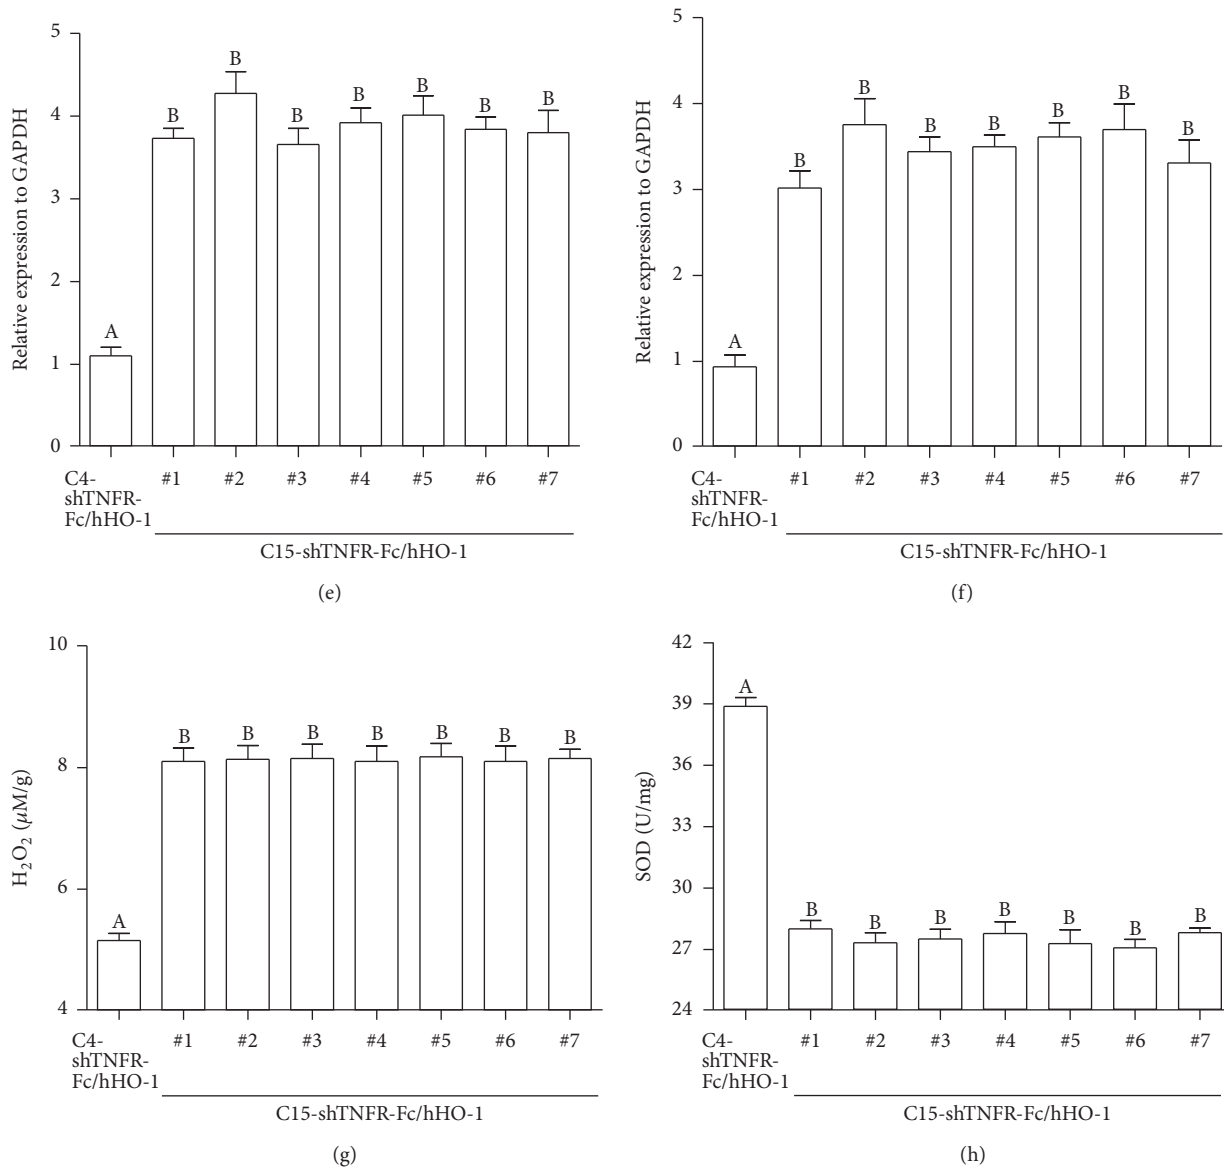 5
4
3
2
1
0
Relative expression to GAPDH
A
B
B
B
B
B
B
B
C4-
shTNFR-
Fc/hHO-1
#1 #2 #3 #4 #5 #6 #7
C15-shTNFR-Fc/hHO-1
(e)
5
4
3
2
1
0
Relative expression to GAPDH
A
B
B
B
B
B
B
B
C4-
shTNFR-
Fc/hHO-1
#1 #2 #3 #4 #5 #6 #7
C15-shTNFR-Fc/hHO-1
(f)
10
8
6
4
H₂O₂ (μM/g)
A
B B B B B B B
C4-
shTNFR-
Fc/hHO-1
#1 #2 #3 #4 #5 #6 #7
C15-shTNFR-Fc/hHO-1
(g)
42
39
36
33
30
27
24
SOD (U/mg)
A
B B B B B B B
C4-
shTNFR-
Fc/hHO-1
#1 #2 #3 #4 #5 #6 #7
C15-shTNFR-Fc/hHO-1
(h)